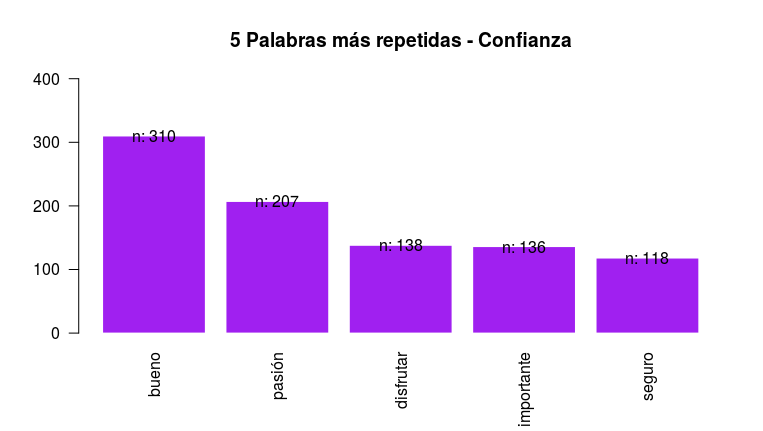 5 Palabras más repetidas - Confianza
400
300
200
100
0
n: 310
n: 207
n: 138
n: 136
n: 118
bueno
pasión
disfrutar
importante
seguro